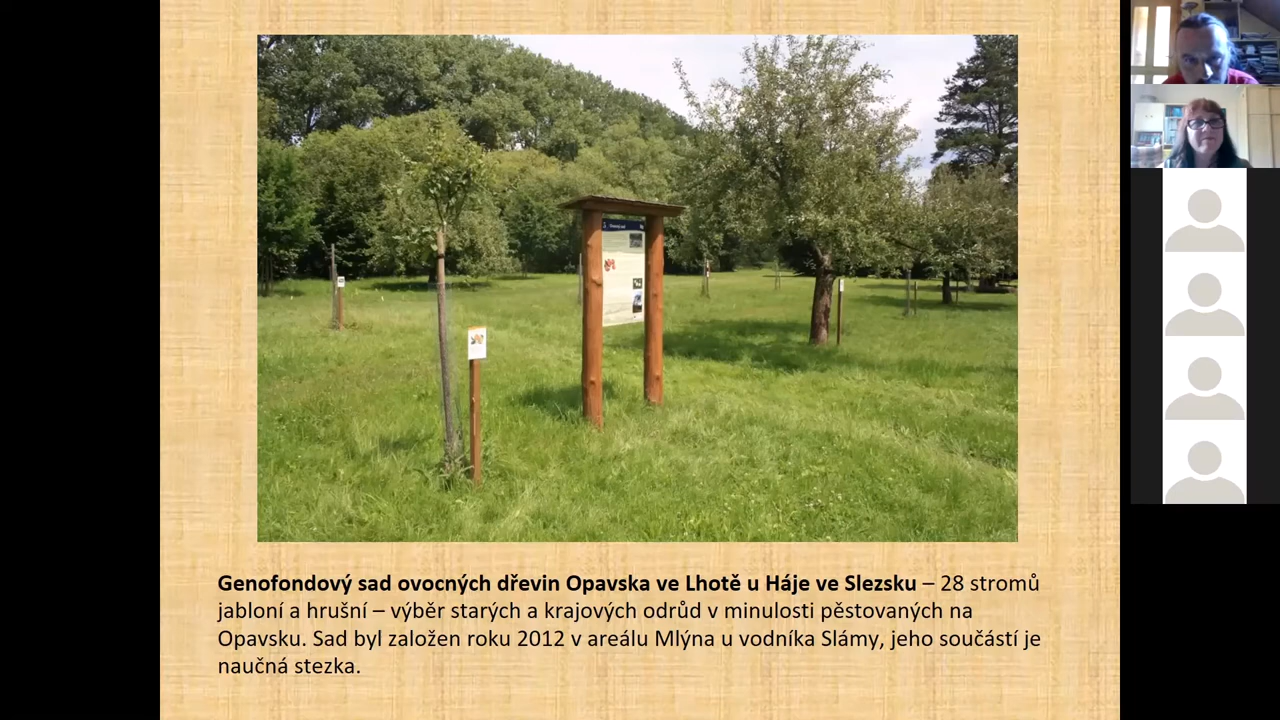 Genofondový sad ovocných dřevin Opavska ve Lhotě u Háje ve Slezsku – 28 stromů
jabloní a hrušní – výběr starých a krajových odrůd v minulosti pěstovaných na
Opavsku. Sad byl založen roku 2012 v areálu Mlýna u vodníka Slámy, jeho součástí je
naučná stezka.